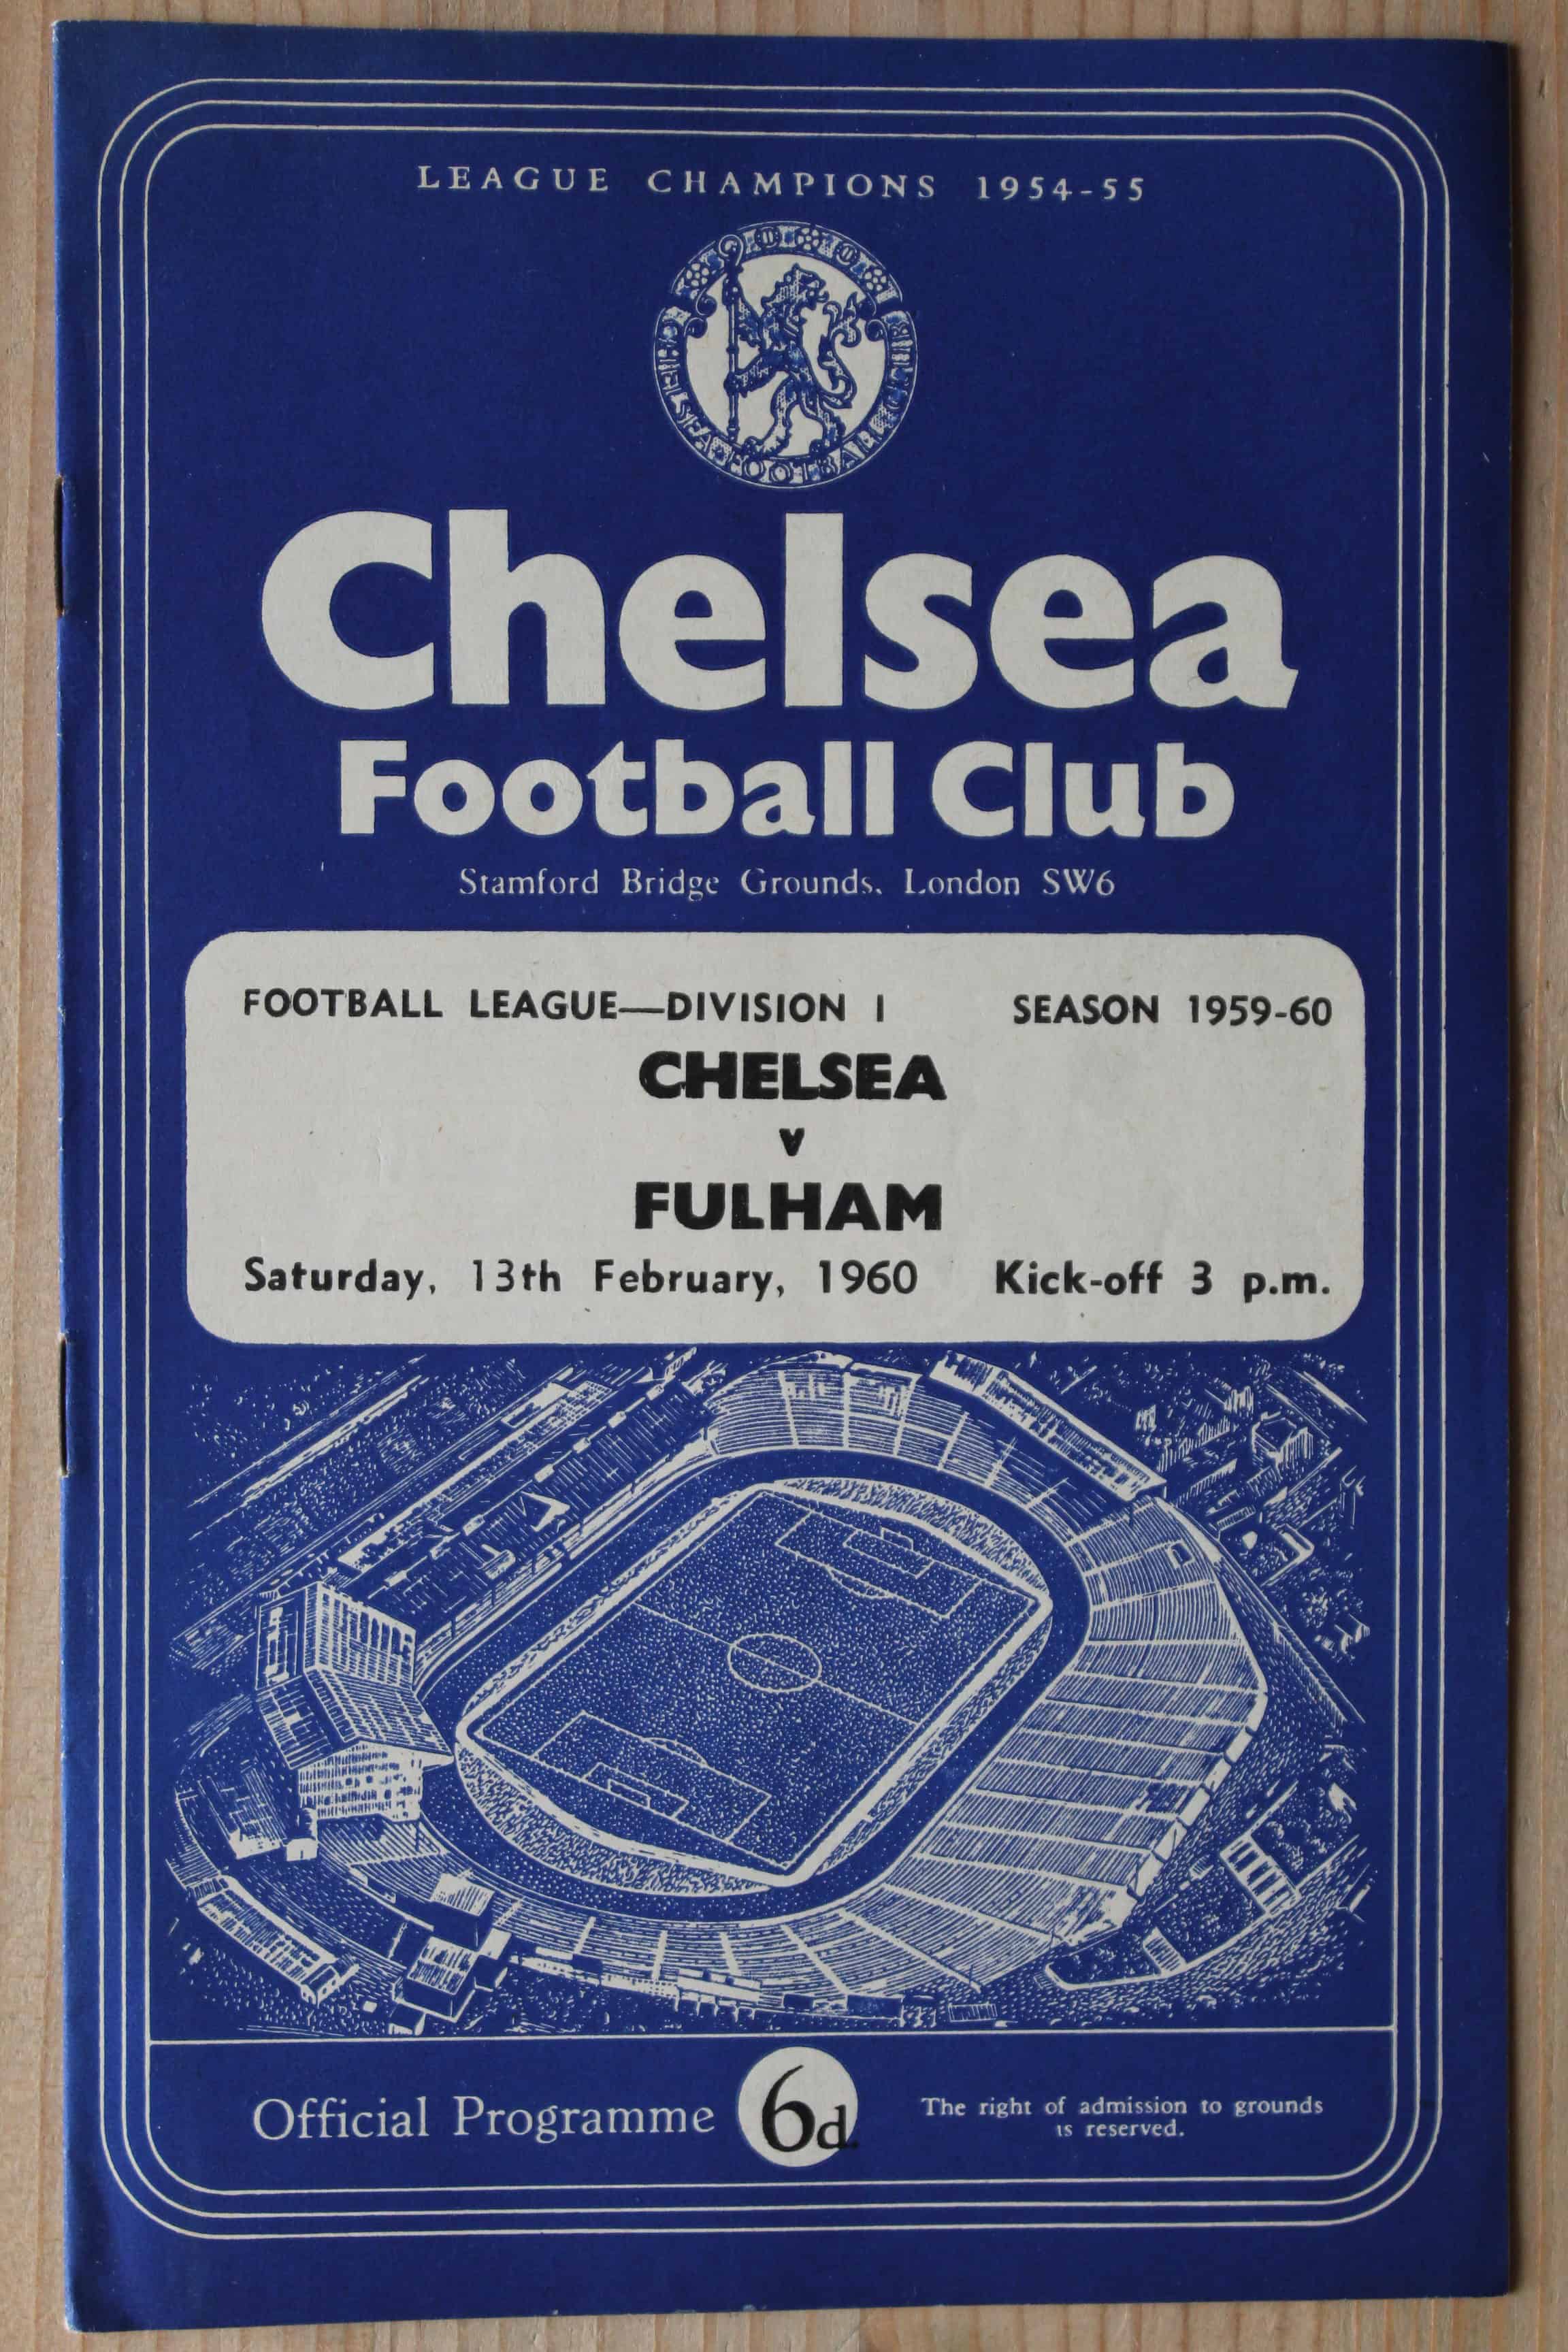 LEAGUE CHAMPIONS 1954-55
CHELSEA FOOTBALL
Chelsea
Football Club
Stamford Bridge Grounds. London SW6
FOOTBALL LEAGUE—DIVISION I SEASON 1959-60
CHELSEA
v
FULHAM
Saturday, 13th February, 1960 Kick-off 3 p.m.
Official Programme 6d. The right of admission to grounds
is reserved.